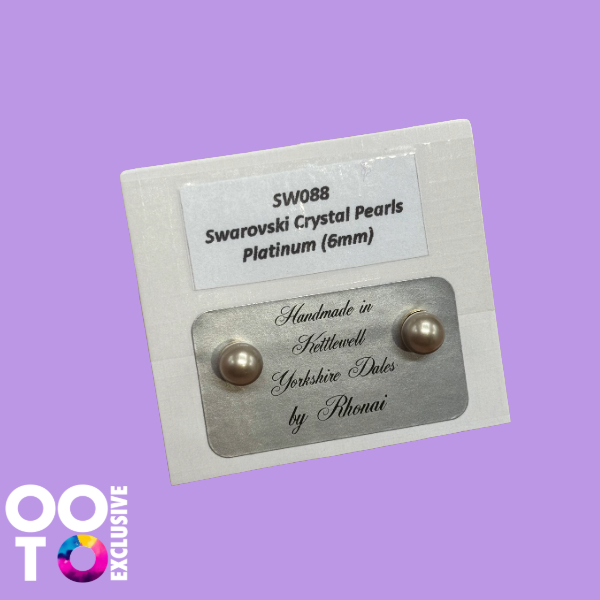 SW088
Swarovski Crystal Pearls
Platinum (6mm)
Handmade in
Kettlewell
Yorkshire Dales
by Rhonai
OO
TO
EXCLUSIVE